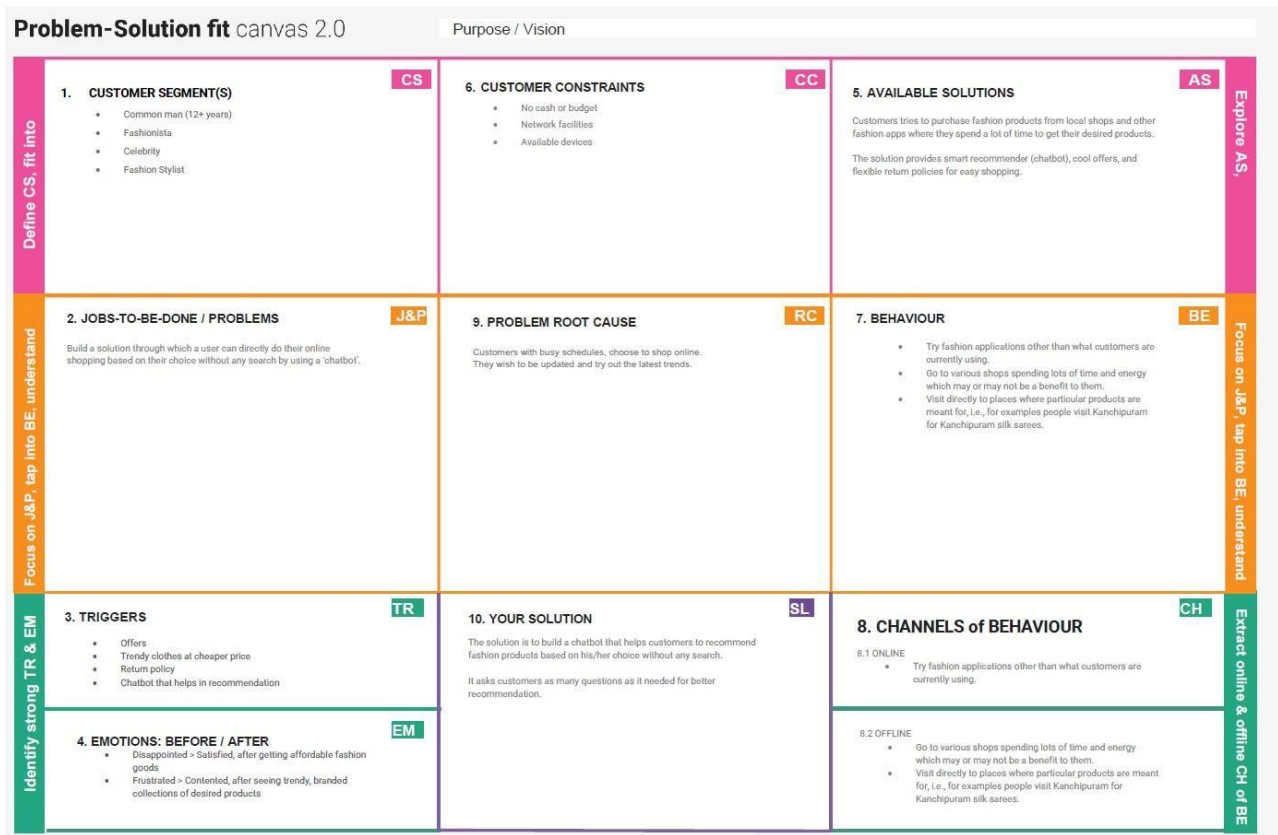 Problem-Solution fit canvas 2.0
Purpose / Vision
Define CS, fit into
1. CUSTOMER SEGMENT(S)
CS
• Common man (12+ years)
• Fashionista
• Celebrity
• Fashion Stylist
6. CUSTOMER CONSTRAINTS
CC
• No cash or budget
• Network facilities
• Available devices
5. AVAILABLE SOLUTIONS
AS
Customers tries to purchase fashion products from local shops and other
fashion apps where they spend a lot of time to get their desired products.
The solution provides smart recommender (chatbot), cool offers, and
flexible return policies for easy shopping.
Explore AS,
Focus on J&P, tap into BE, understand
2. JOBS-TO-BE-DONE / PROBLEMS
J&P
Build a solution through which a user can directly do their online
shopping based on their choice without any search by using a ‘chatbot’.
9. PROBLEM ROOT CAUSE
RC
Customers with busy schedules, choose to shop online.
They wish to be updated and try out the latest trends.
7. BEHAVIOUR
BE
• Try fashion applications other than what customers are
currently using.
• Go to various shops spending lots of time and energy
which may or may not be a benefit to them.
• Visit directly to places where particular products are
meant for, i.e., for examples people visit Kanchipuram
for Kanchipuram silk sarees.
Focus on J&P, tap into BE, understand
Identify strong TR & EM
3. TRIGGERS
TR
• Offers
• Trendy clothes at cheaper price
• Return policy
• Chatbot that helps in recommendation
4. EMOTIONS: BEFORE / AFTER
EM
• Disappointed > Satisfied, after getting affordable fashion
goods
• Frustrated > Contented, after seeing trendy, branded
collections of desired products
10. YOUR SOLUTION
SL
The solution is to build a chatbot that helps customers to recommend
fashion products based on his/her choice without any search.
It asks customers as many questions as it needed for better
recommendation.
8. CHANNELS of BEHAVIOUR
CH
8.1 ONLINE
• Try fashion applications other than what customers are
currently using.
8.2 OFFLINE
• Go to various shops spending lots of time and energy
which may or may not be a benefit to them.
• Visit directly to places where particular products are meant
for, i.e., for examples people visit Kanchipuram for
Kanchipuram silk sarees.
Extract online & offline CH of BE